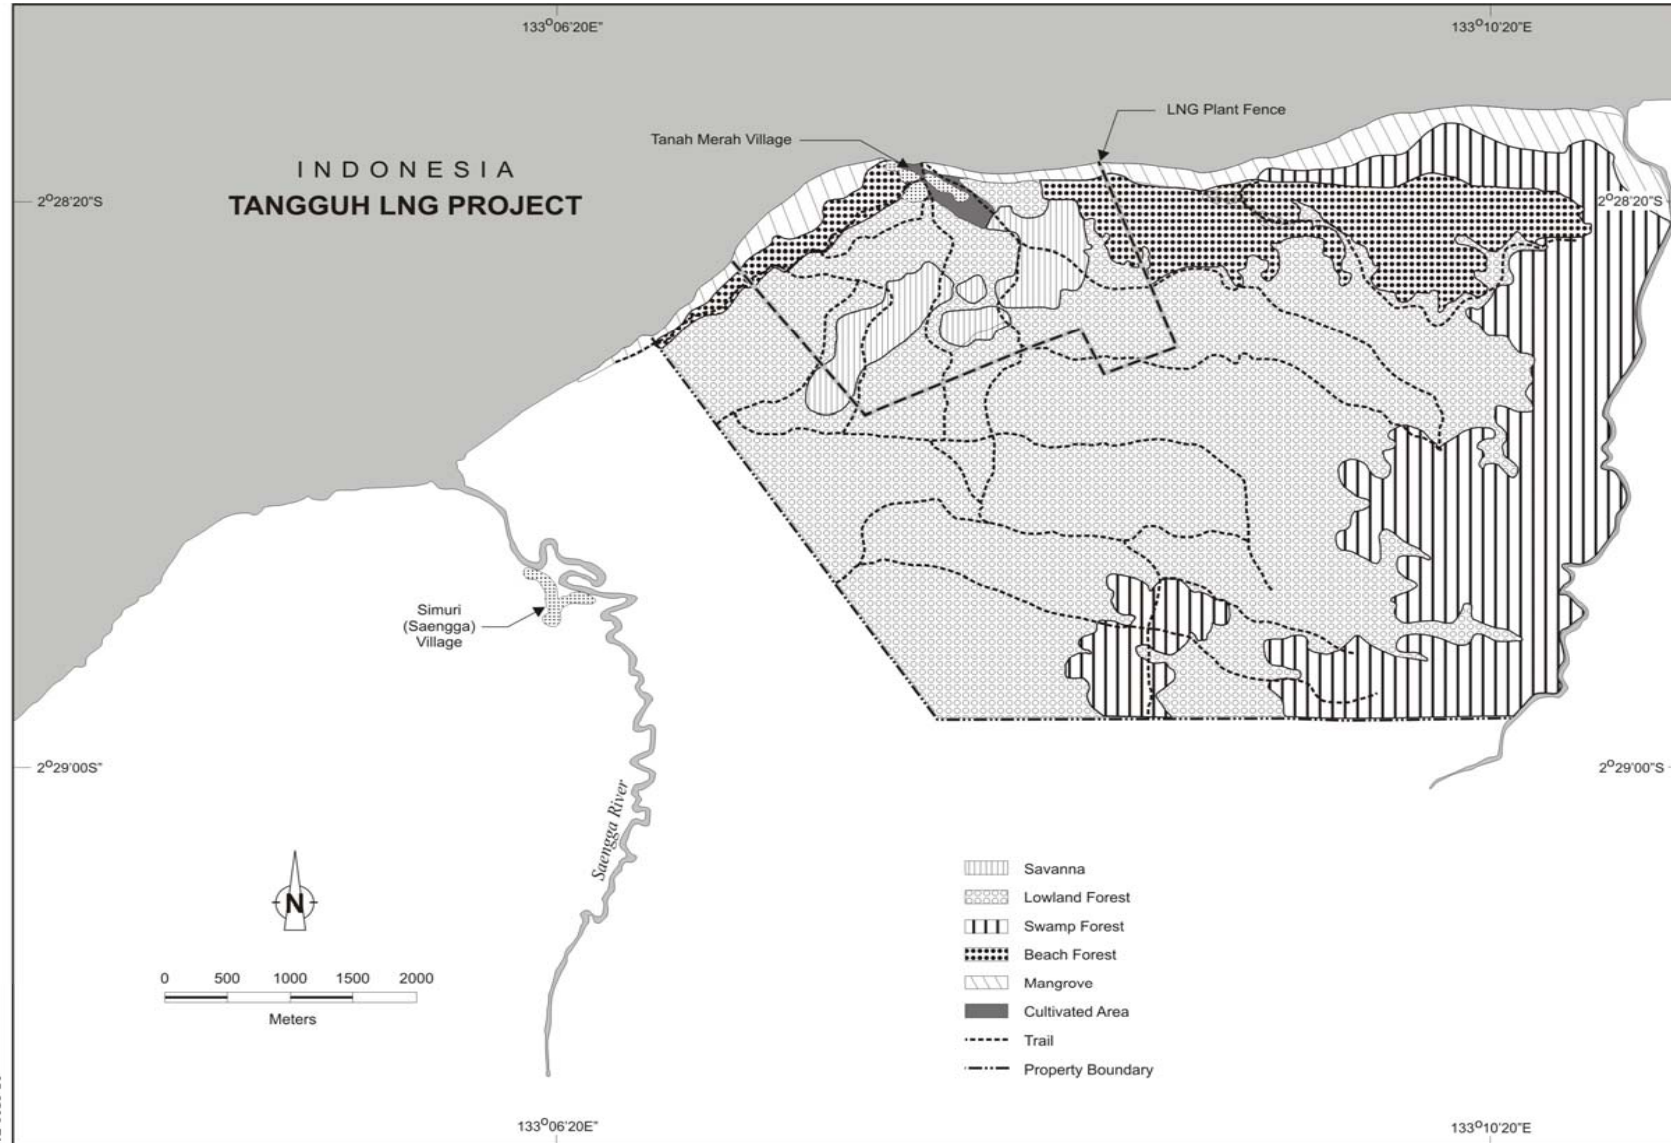 133°06'20E"
133°10'20"E
LNG Plant Fence
Tanah Merah Village
INDONESIA
TANGGUH LNG PROJECT
2°28'20"S
2°28'20"S
Simuri
(Saengga)
Village
2°29'00S"
2°29'00"S
Saengga River
N
0 500 1000 1500 2000
Meters
Savanna
Lowland Forest
Swamp Forest
Beach Forest
Mangrove
Cultivated Area
Trail
Property Boundary
133°06'20E"
133°10'20"E